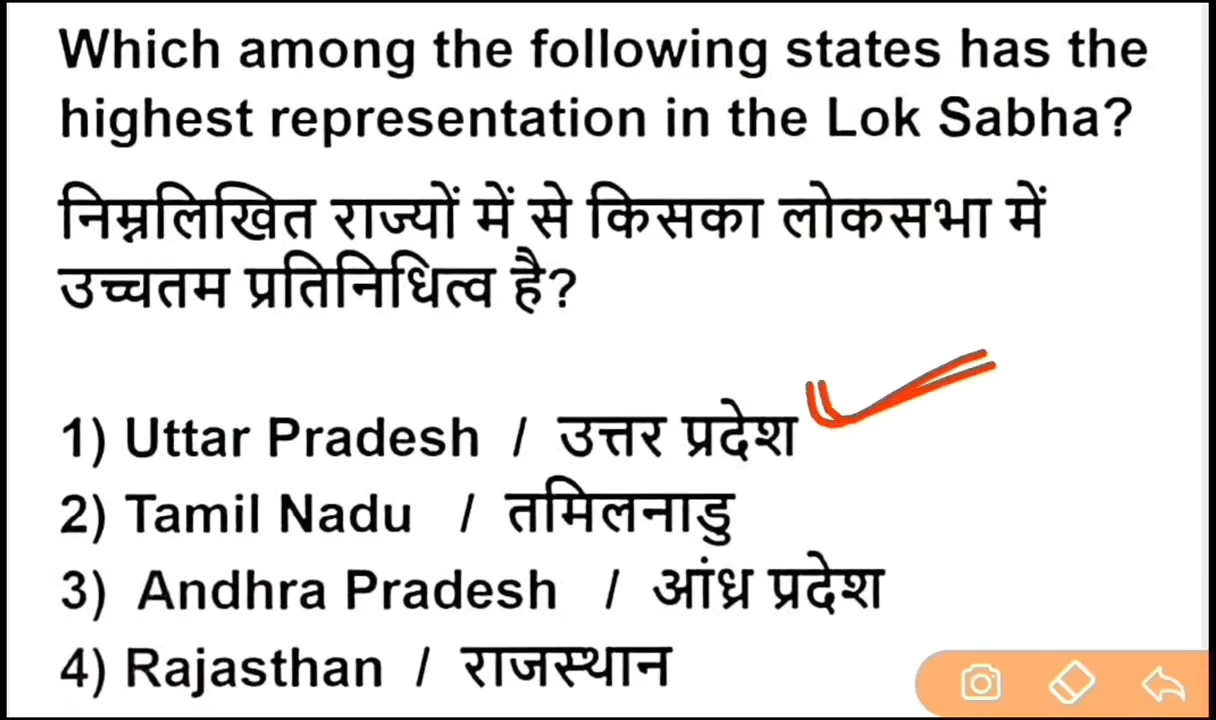 Which among the following states has the
highest representation in the Lok Sabha?
निम्नलिखित राज्यों में से किसका लोकसभा में
उच्चतम प्रतिनिधित्व है?
1) Uttar Pradesh / उत्तर प्रदेश
2) Tamil Nadu / तमिलनाडु
3) Andhra Pradesh / आंध्र प्रदेश
4) Rajasthan / राजस्थान